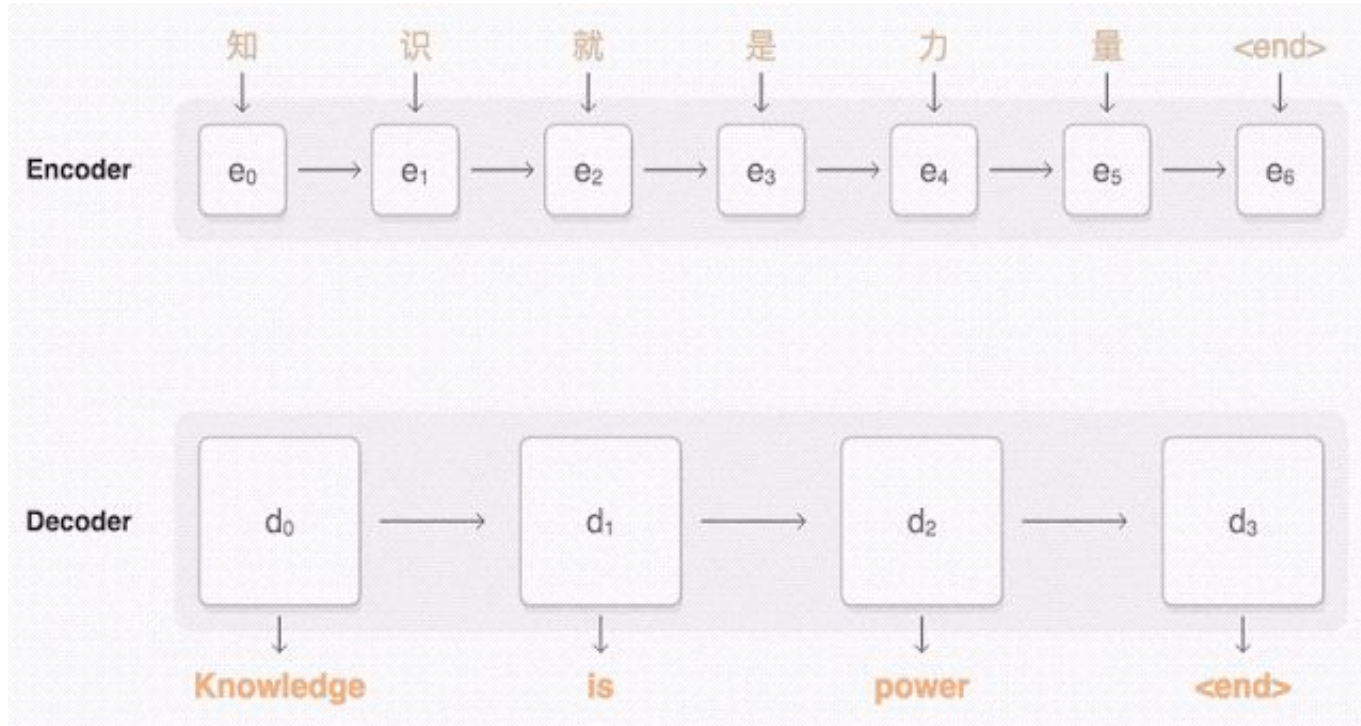 知 识 就 是 力 量 <end>
Encoder e₀ e₁ e₂ e₃ e₄ e₅ e₆
Decoder d₀ d₁ d₂ d₃
Knowledge is power <end>